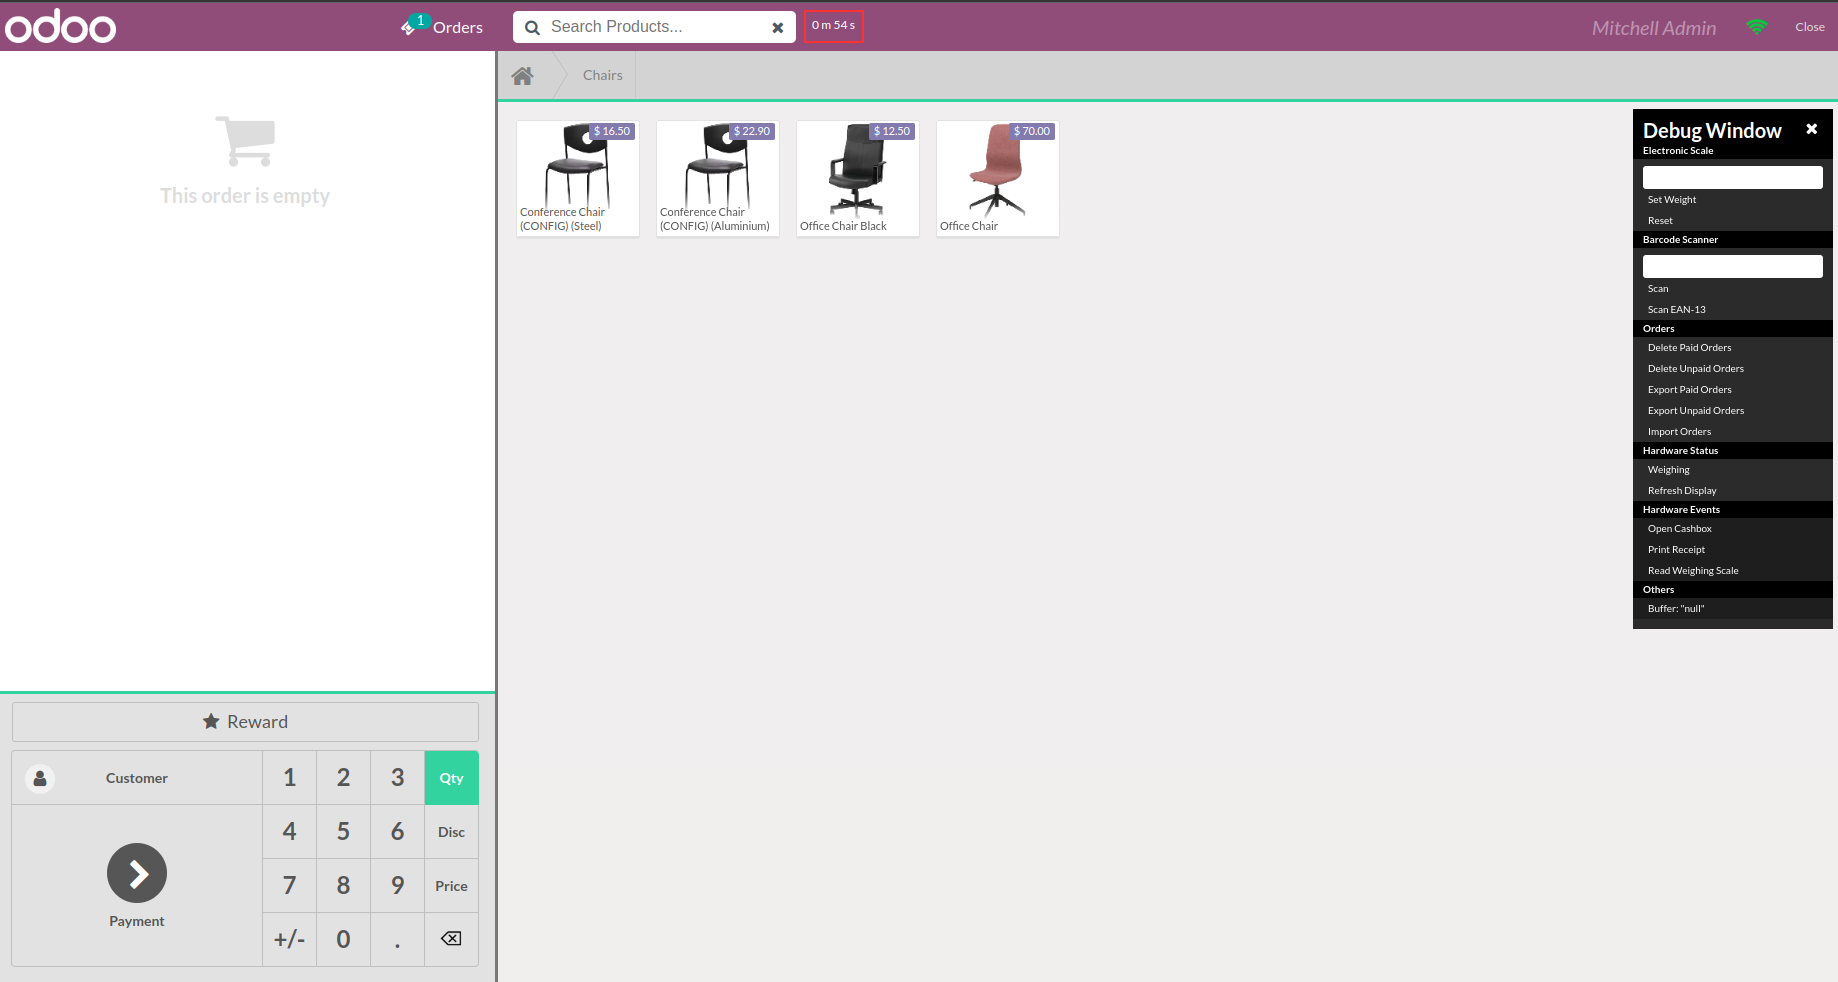 odoo
1
Orders
Search Products...
0 m 54 s
Mitchell Admin
Close
This order is empty
Chairs
$ 16.50
Conference Chair
(CONFIG) (Steel)
$ 22.90
Conference Chair
(CONFIG) (Aluminium)
$ 12.50
Office Chair Black
$ 70.00
Office Chair
Debug Window
Electronic Scale
Set Weight
Reset
Barcode Scanner
Scan
Scan EAN-13
Orders
Delete Paid Orders
Delete Unpaid Orders
Export Paid Orders
Export Unpaid Orders
Import Orders
Hardware Status
Weighing
Refresh Display
Hardware Events
Open Cashbox
Print Receipt
Read Weighing Scale
Others
Buffer: "null"
Reward
Customer
1 2 3 Qty
4 5 6 Disc
7 8 9 Price
+/- 0 .
Payment